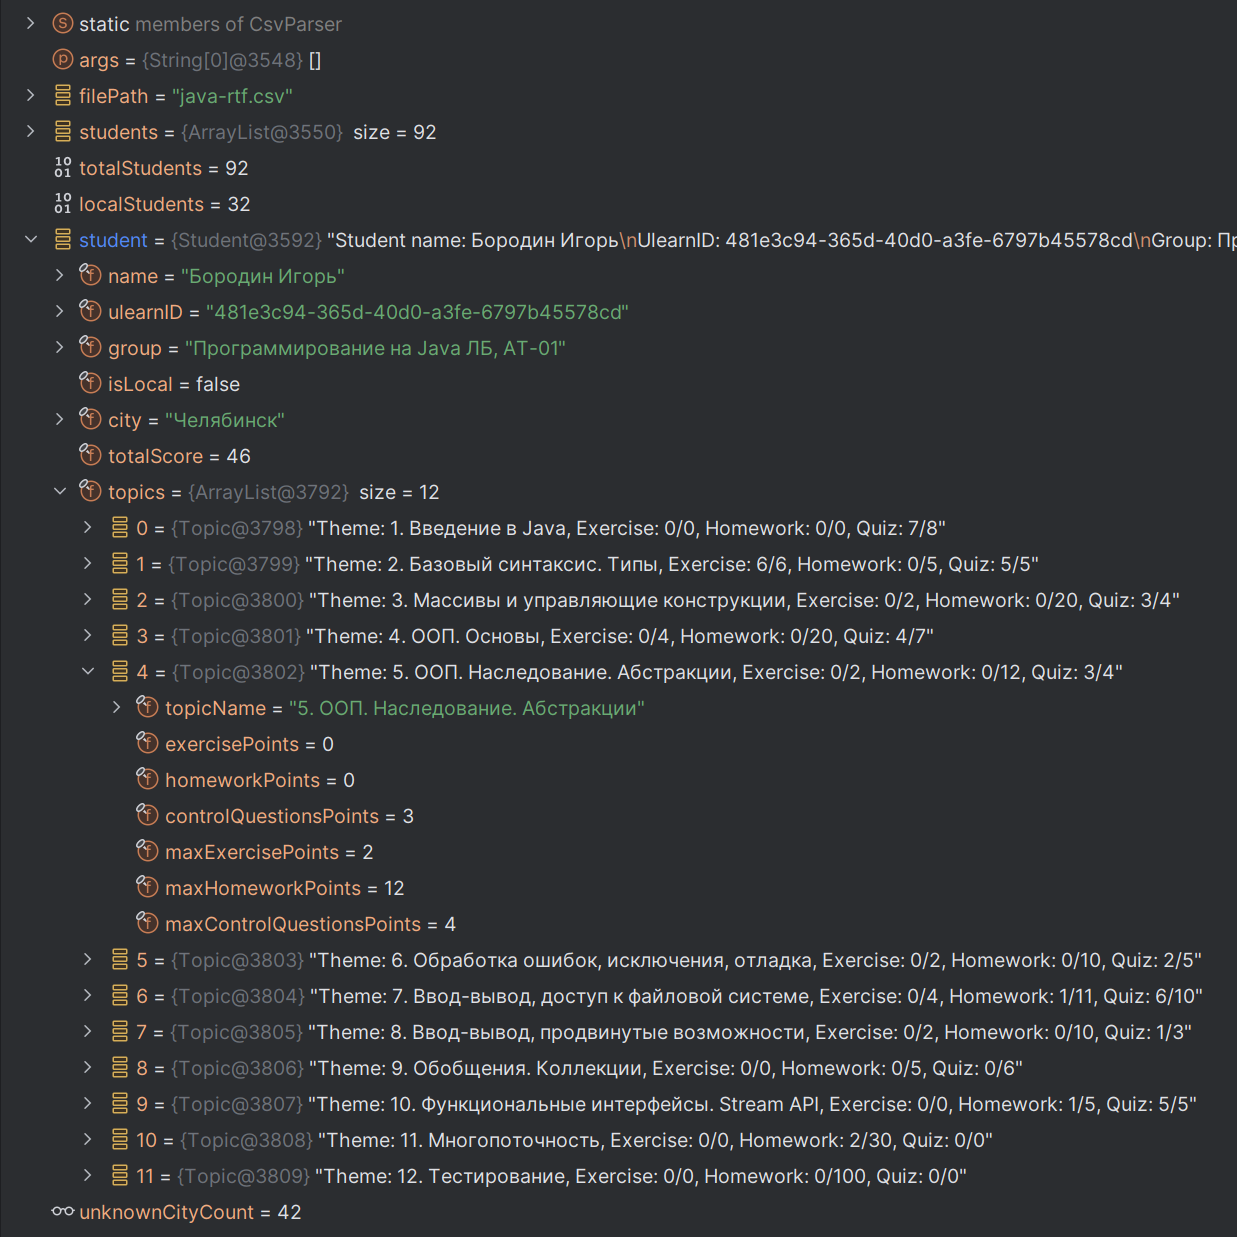 static members of CsvParser
args = {String[0]@3548} []
filePath = "java-rtf.csv"
students = {ArrayList@3550} size = 92
totalStudents = 92
localStudents = 32
student = {Student@3592} "Student name: Бородин Игорь\nUlearnID: 481e3c94-365d-40d0-a3fe-6797b45578cd\nGroup: Пр
name = "Бородин Игорь"
ulearnID = "481e3c94-365d-40d0-a3fe-6797b45578cd"
group = "Программирование на Java ЛБ, АТ-01"
isLocal = false
city = "Челябинск"
totalScore = 46
topics = {ArrayList@3792} size = 12
0 = {Topic@3798} "Theme: 1. Введение в Java, Exercise: 0/0, Homework: 0/0, Quiz: 7/8"
1 = {Topic@3799} "Theme: 2. Базовый синтаксис. Типы, Exercise: 6/6, Homework: 0/5, Quiz: 5/5"
2 = {Topic@3800} "Theme: 3. Массивы и управляющие конструкции, Exercise: 0/2, Homework: 0/20, Quiz: 3/4"
3 = {Topic@3801} "Theme: 4. ООП. Основы, Exercise: 0/4, Homework: 0/20, Quiz: 4/7"
4 = {Topic@3802} "Theme: 5. ООП. Наследование. Абстракции, Exercise: 0/2, Homework: 0/12, Quiz: 3/4"
topicName = "5. ООП. Наследование. Абстракции"
exercisePoints = 0
homeworkPoints = 0
controlQuestionsPoints = 3
maxExercisePoints = 2
maxHomeworkPoints = 12
maxControlQuestionsPoints = 4
5 = {Topic@3803} "Theme: 6. Обработка ошибок, исключения, отладка, Exercise: 0/2, Homework: 0/10, Quiz: 2/5"
6 = {Topic@3804} "Theme: 7. Ввод-вывод, доступ к файловой системе, Exercise: 0/4, Homework: 1/11, Quiz: 6/10"
7 = {Topic@3805} "Theme: 8. Ввод-вывод, продвинутые возможности, Exercise: 0/2, Homework: 0/10, Quiz: 1/3"
8 = {Topic@3806} "Theme: 9. Обобщения. Коллекции, Exercise: 0/0, Homework: 0/5, Quiz: 0/6"
9 = {Topic@3807} "Theme: 10. Функциональные интерфейсы. Stream API, Exercise: 0/0, Homework: 1/5, Quiz: 5/5"
10 = {Topic@3808} "Theme: 11. Многопоточность, Exercise: 0/0, Homework: 2/30, Quiz: 0/0"
11 = {Topic@3809} "Theme: 12. Тестирование, Exercise: 0/0, Homework: 0/100, Quiz: 0/0"
unknownCityCount = 42